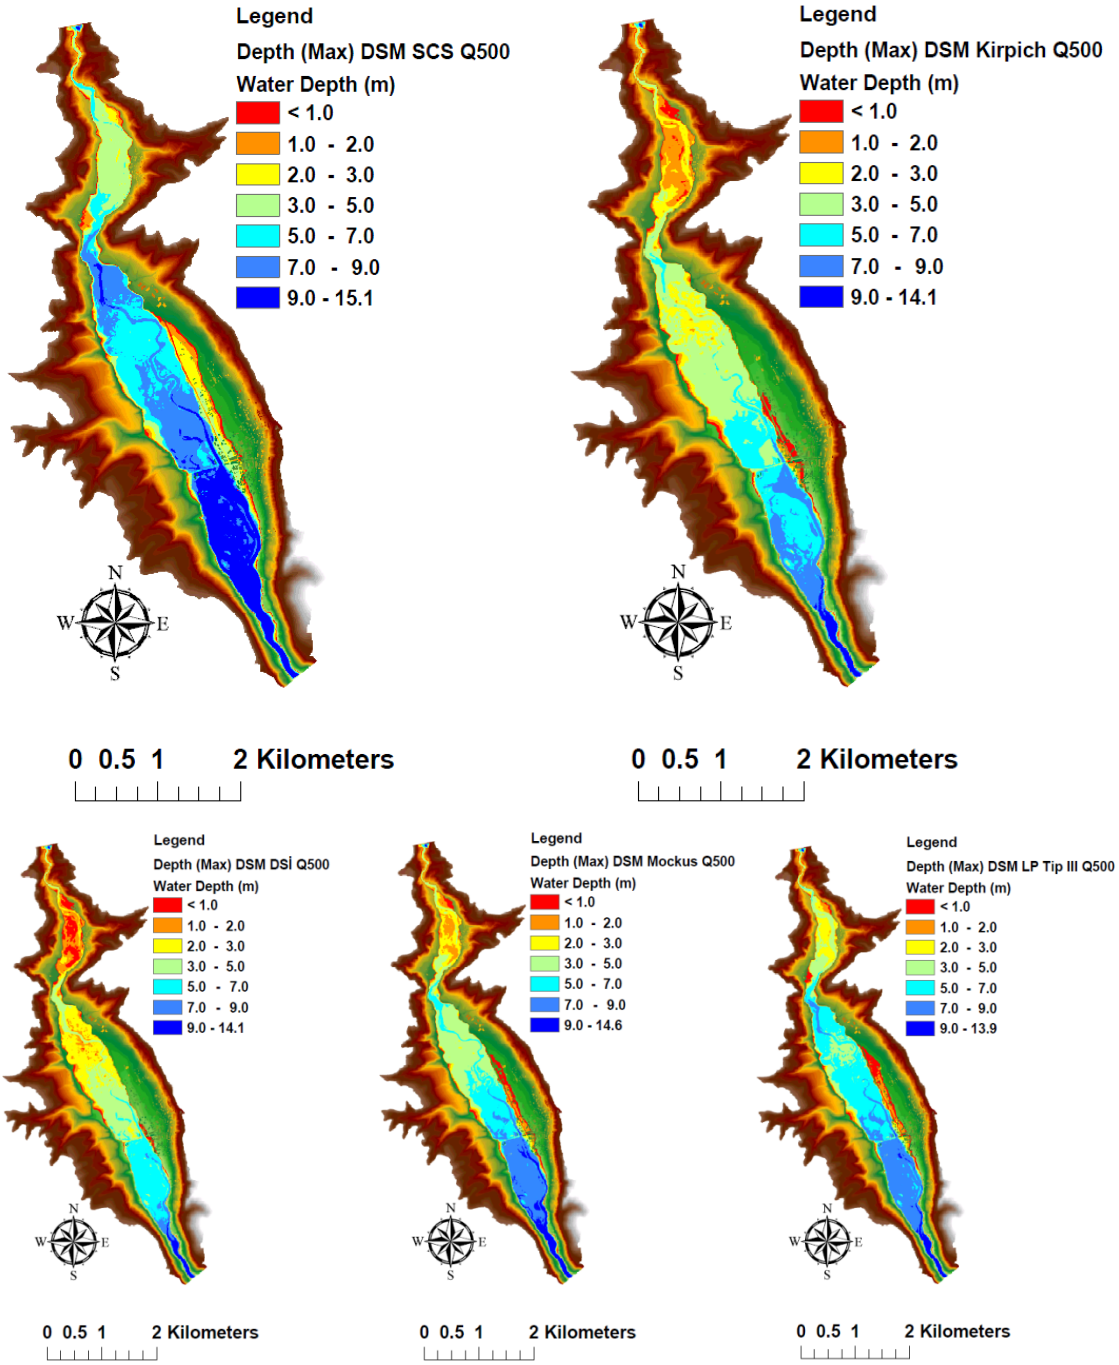 Legend
Depth (Max) DSM SCS Q500
Water Depth (m)
< 1.0
1.0 - 2.0
2.0 - 3.0
3.0 - 5.0
5.0 - 7.0
7.0 - 9.0
9.0 - 15.1
N
W E
S
0 0.5 1 2 Kilometers
Legend
Depth (Max) DSM Kirpich Q500
Water Depth (m)
< 1.0
1.0 - 2.0
2.0 - 3.0
3.0 - 5.0
5.0 - 7.0
7.0 - 9.0
9.0 - 14.1
N
W E
S
0 0.5 1 2 Kilometers
Legend
Depth (Max) DSM DSİ Q500
Water Depth (m)
< 1.0
1.0 - 2.0
2.0 - 3.0
3.0 - 5.0
5.0 - 7.0
7.0 - 9.0
9.0 - 14.1
N
W E
S
0 0.5 1 2 Kilometers
Legend
Depth (Max) DSM Mockus Q500
Water Depth (m)
< 1.0
1.0 - 2.0
2.0 - 3.0
3.0 - 5.0
5.0 - 7.0
7.0 - 9.0
9.0 - 14.6
N
W E
S
0 0.5 1 2 Kilometers
Legend
Depth (Max) DSM LP Tip III Q500
Water Depth (m)
< 1.0
1.0 - 2.0
2.0 - 3.0
3.0 - 5.0
5.0 - 7.0
7.0 - 9.0
9.0 - 13.9
N
W E
S
0 0.5 1 2 Kilometers